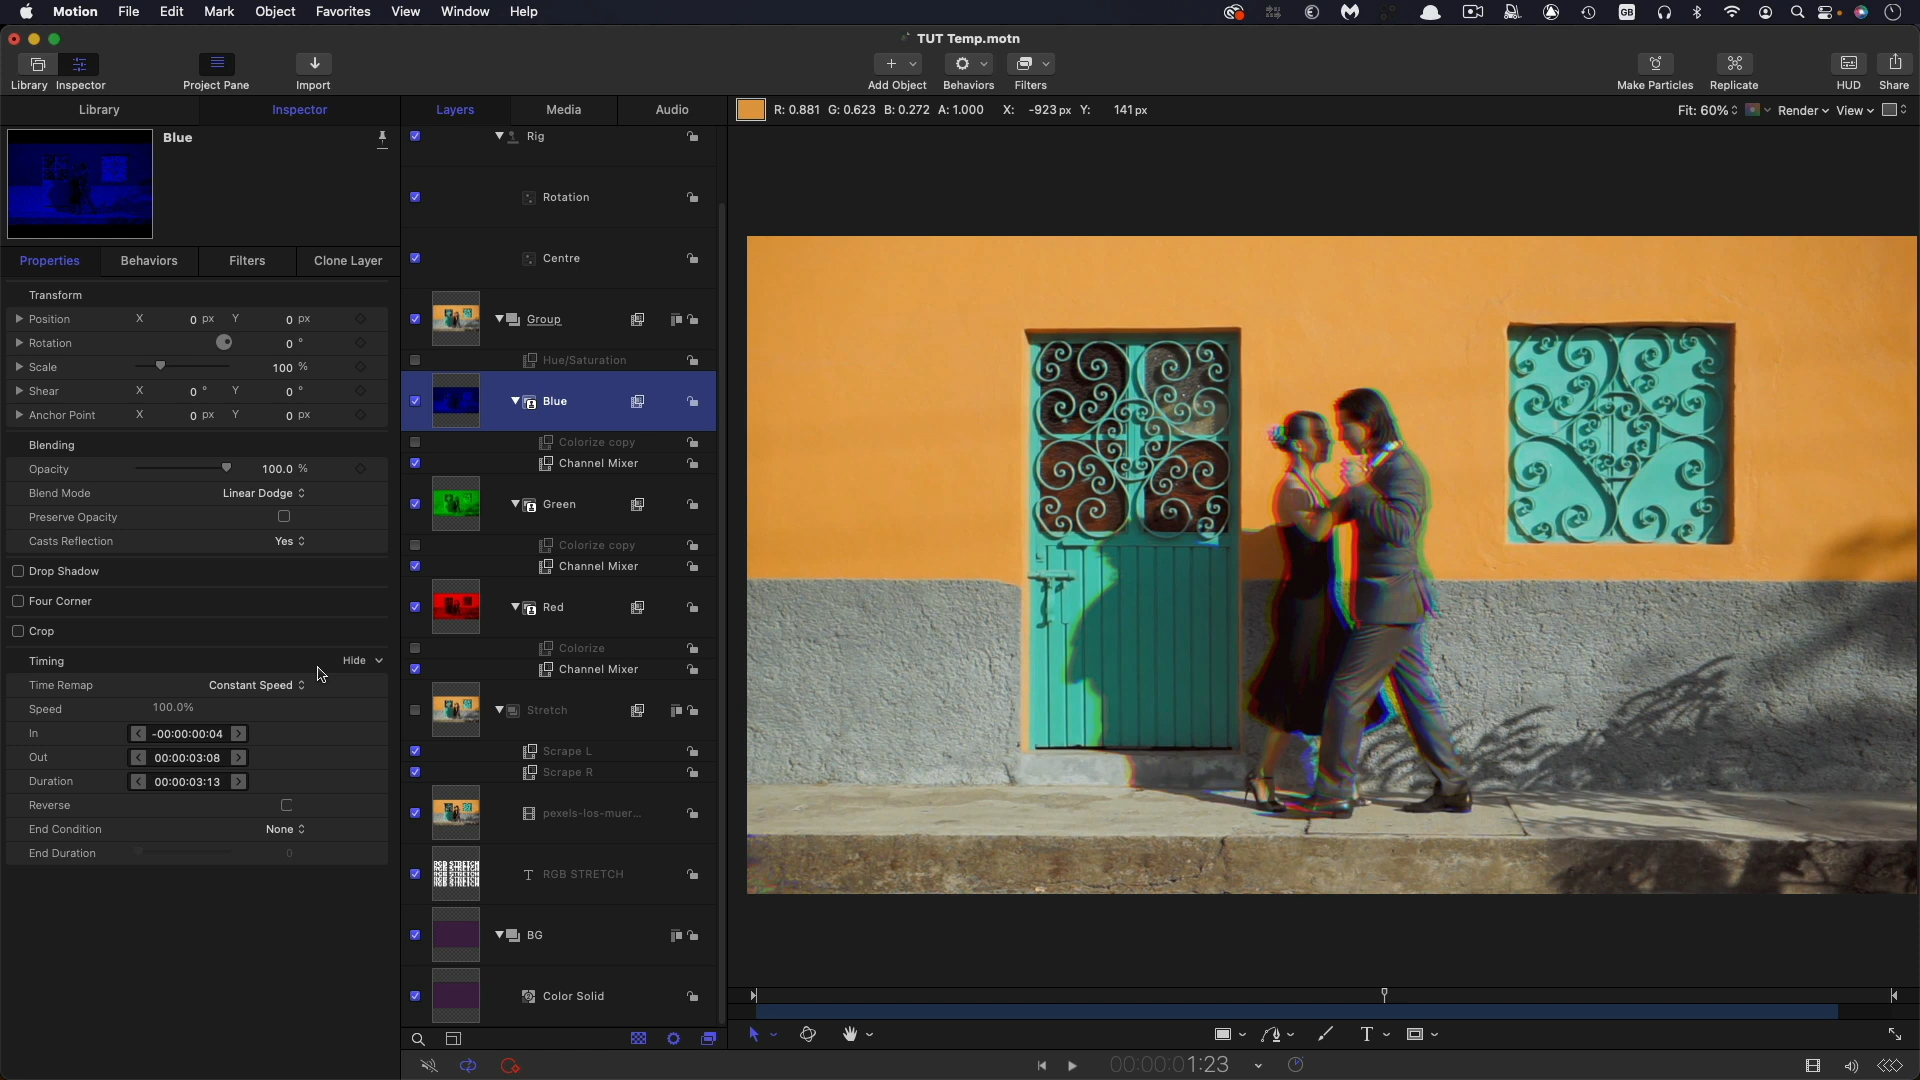 Motion File Edit Mark Object Favorites View Window Help
GB
TUT Temp.motn
Library Inspector Project Pane Import Add Object Behaviors Filters Make Particles Replicate HUD Share
Library Inspector Layers Media Audio R: 0.881 G: 0.623 B: 0.272 A: 1.000 X: -923 px Y: 141 px Fit: 60% Render View
Blue
Properties Behaviors Filters Clone Layer
Transform
Position X 0 px Y 0 px
Rotation 0 °
Scale 100 %
Shear X 0 ° Y 0 °
Anchor Point X 0 px Y 0 px
Blending
Opacity 100.0 %
Blend Mode Linear Dodge
Preserve Opacity
Casts Reflection Yes
Drop Shadow
Four Corner
Crop
Timing Hide
Time Remap Constant Speed
Speed 100.0%
In -00:00:00:04
Out 00:00:03:08
Duration 00:00:03:13
Reverse
End Condition None
End Duration 0
Rig
Rotation
Centre
Group
Hue/Saturation
Blue
Colorize copy
Channel Mixer
Green
Colorize copy
Channel Mixer
Red
Colorize
Channel Mixer
Stretch
Scrape L
Scrape R
pexels-los-muer...
RGB STRETCH
BG
Color Solid
T
00:00:01:23